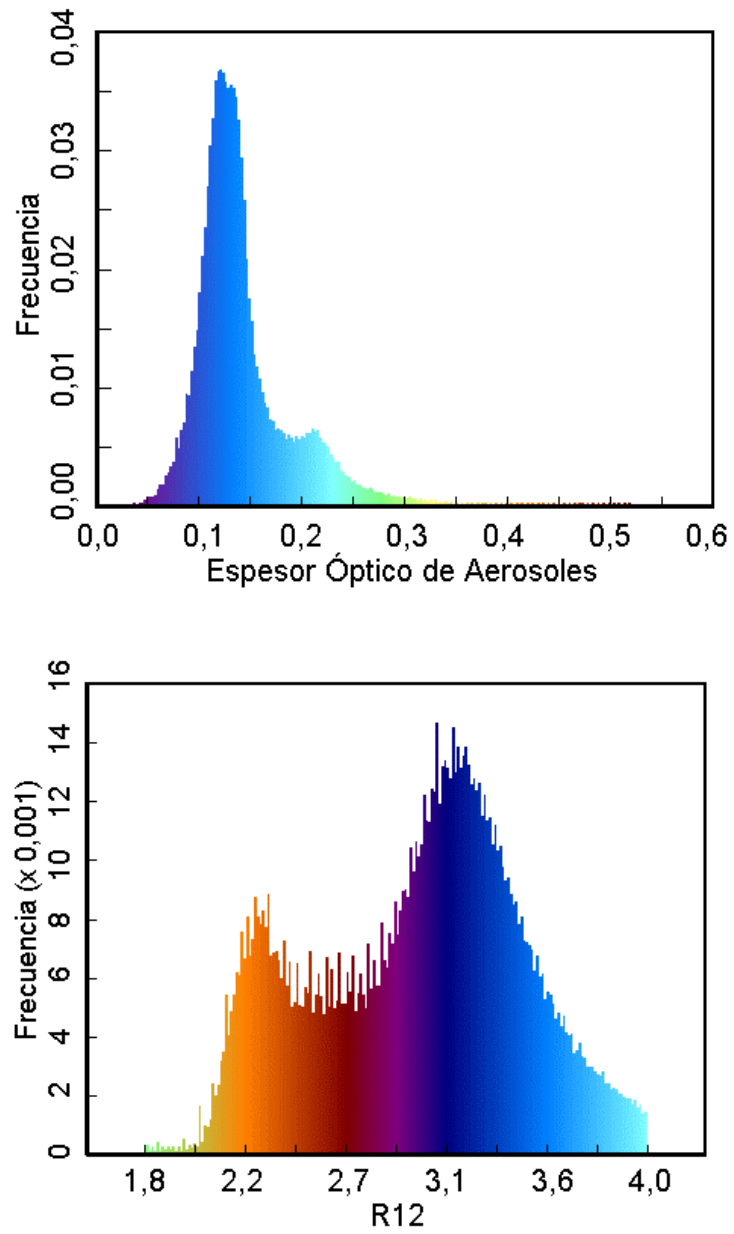 0,04
0,03
0,02
0,01
0,00
Frecuencia
0,0 0,1 0,2 0,3 0,4 0,5 0,6
Espesor Óptico de Aerosoles
16
14
12
10
8
6
4
2
0
Frecuencia (x 0,001)
1,8 2,2 2,7 3,1 3,6 4,0
R12